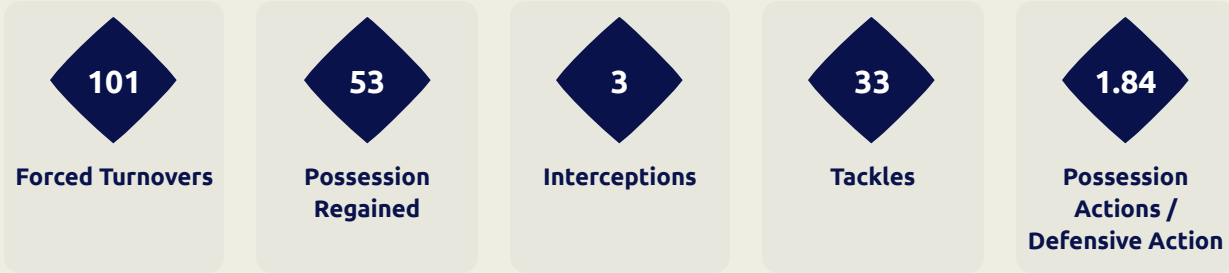 101
Forced Turnovers
53
Possession
Regained
3
Interceptions
33
Tackles
1.84
Possession
Actions /
Defensive Action